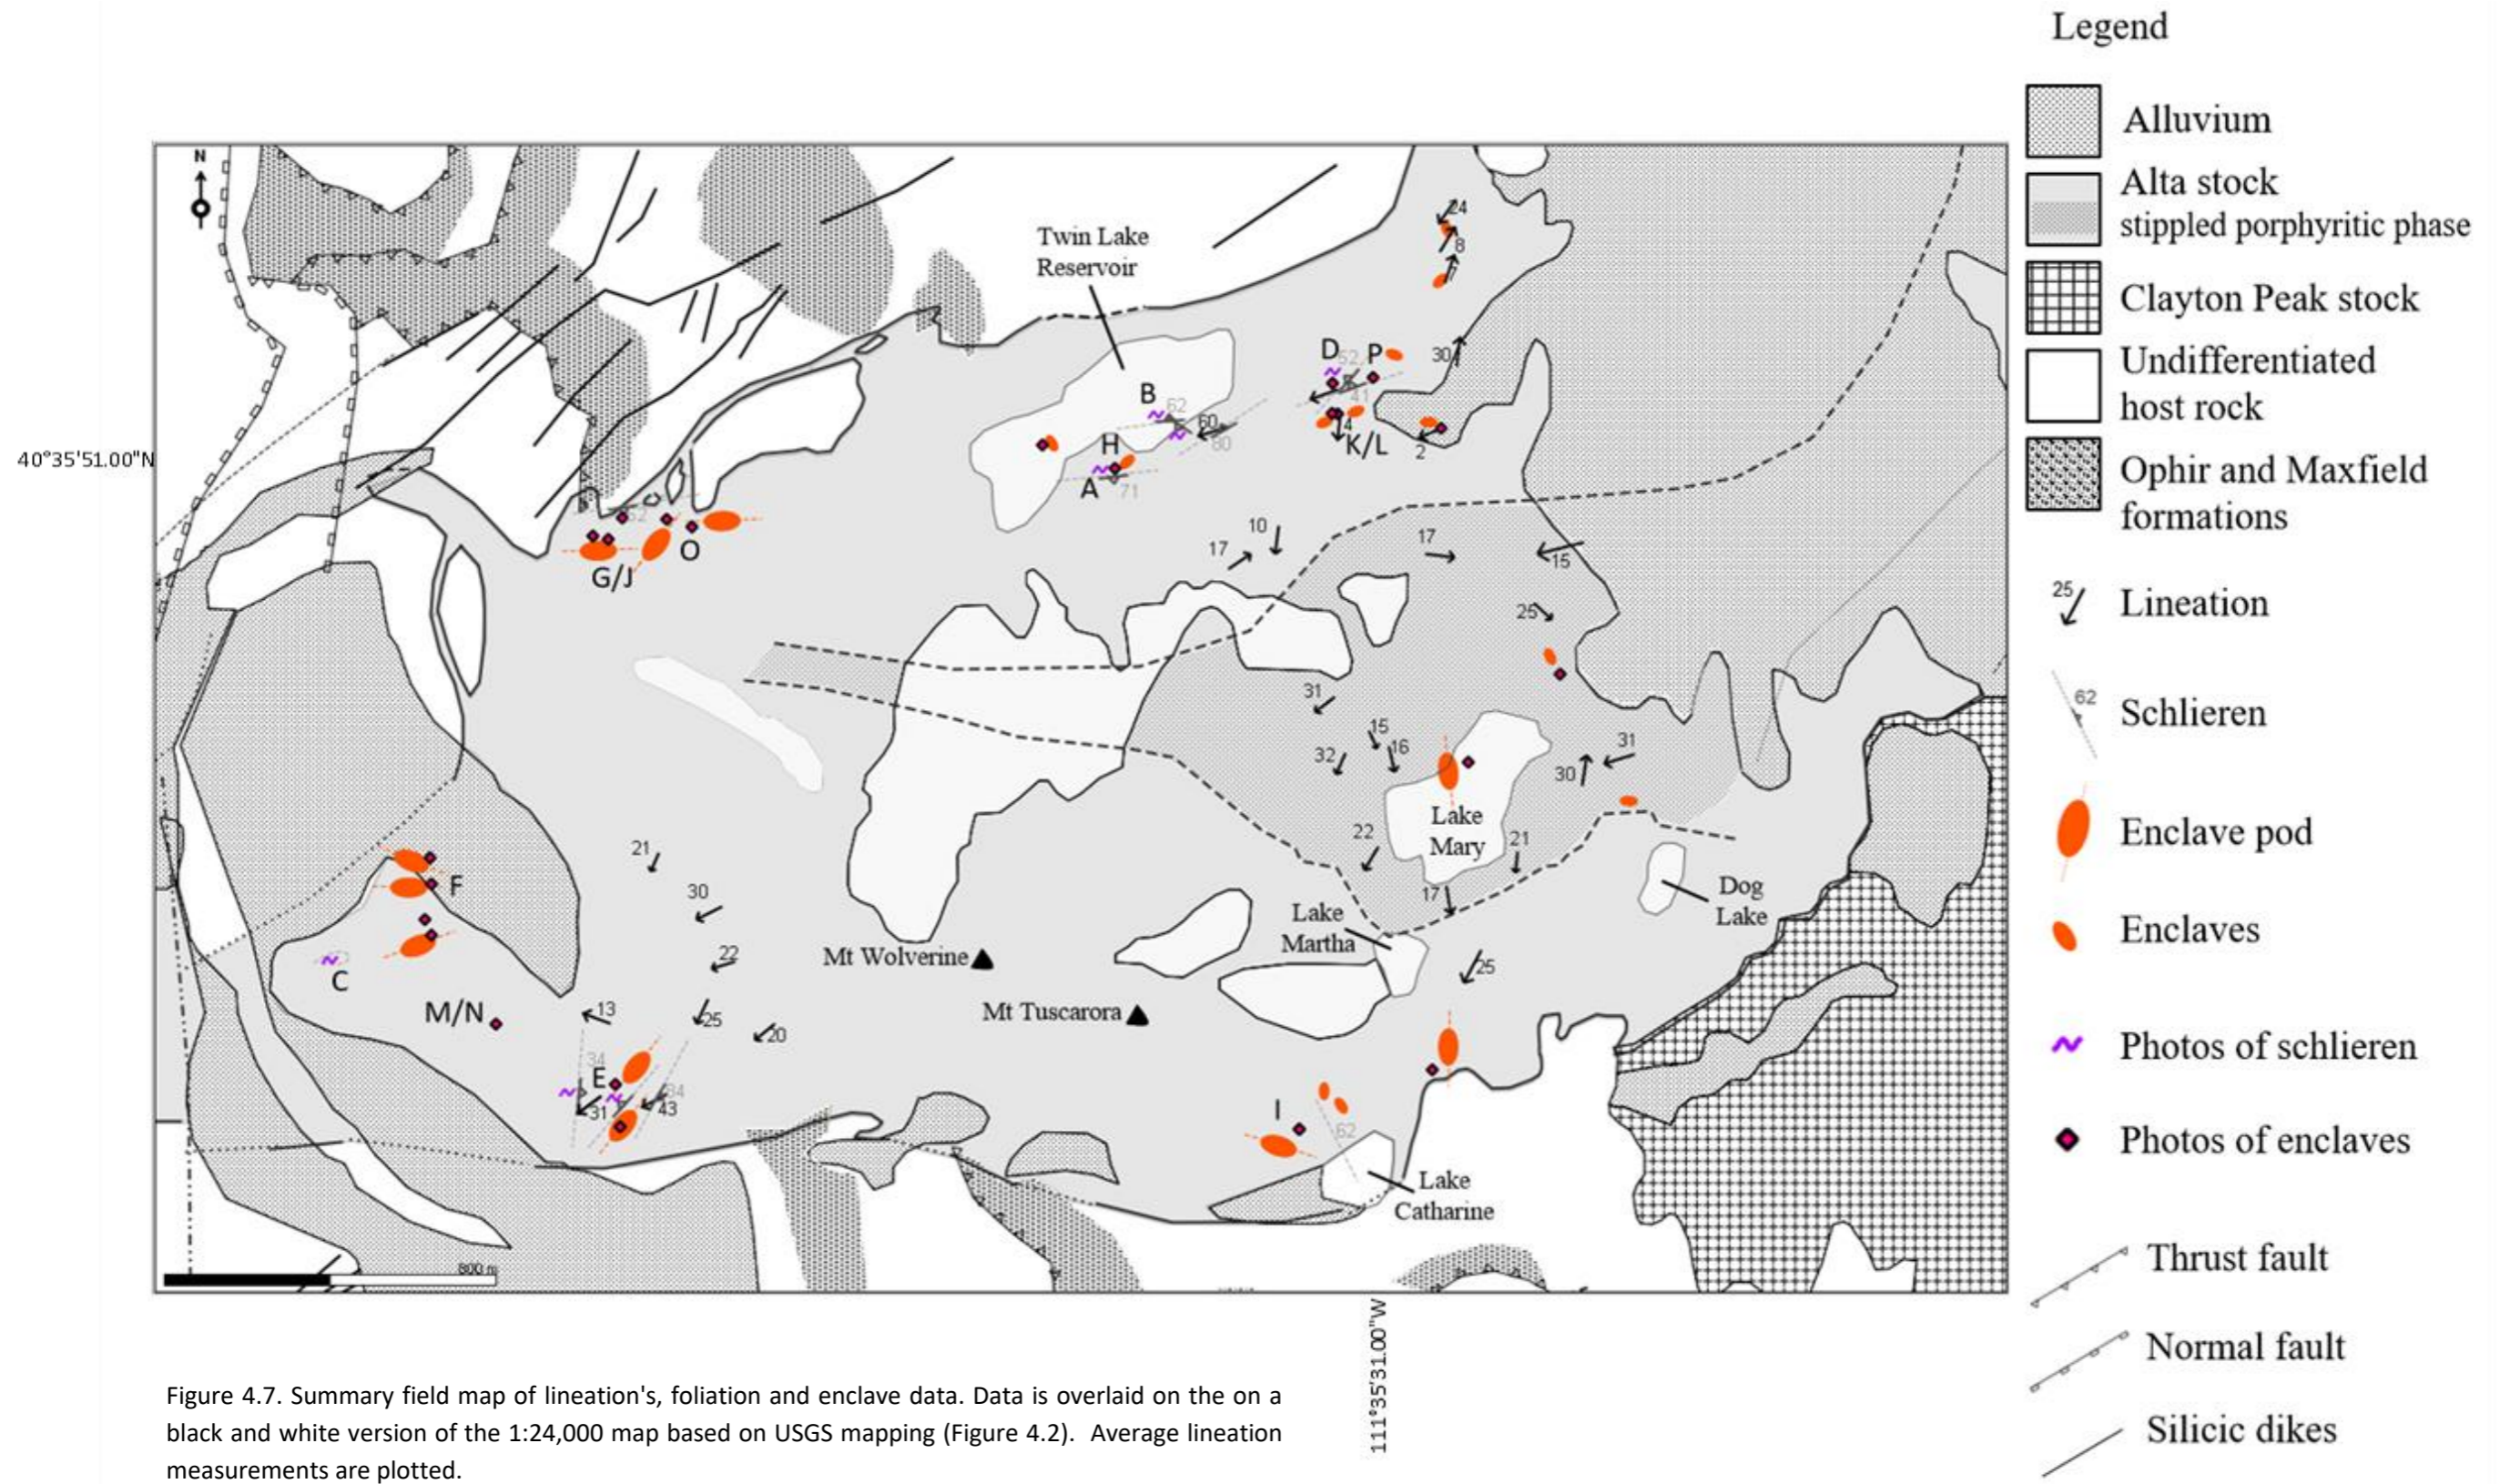 Legend
Alluvium
Alta stock
stippled porphyritic phase
Clayton Peak stock
Undifferentiated
host rock
Ophir and Maxfield
formations
25
Lineation
62
Schlieren
Enclave pod
Enclaves
Photos of schlieren
Photos of enclaves
Thrust fault
Normal fault
Silicic dikes
N
24
8
7
Twin Lake
Reservoir
D
52
P
30
41
B
62
60
80
4
K/L
2
H
A
71
40°35'51.00"N
52
O
G/J
10
17
17
15
25
31
15
16
32
31
30
Lake
Mary
22
21
17
21
30
22
F
C
M/N
13
25
20
Mt Wolverine
Mt Tuscarora
Lake
Martha
Dog
Lake
25
34
E
84
31
43
I
62
Lake
Catharine
800 m
111°35'31.00"W
Figure 4.7. Summary field map of lineation's, foliation and enclave data. Data is overlaid on the on a
black and white version of the 1:24,000 map based on USGS mapping (Figure 4.2). Average lineation
measurements are plotted.